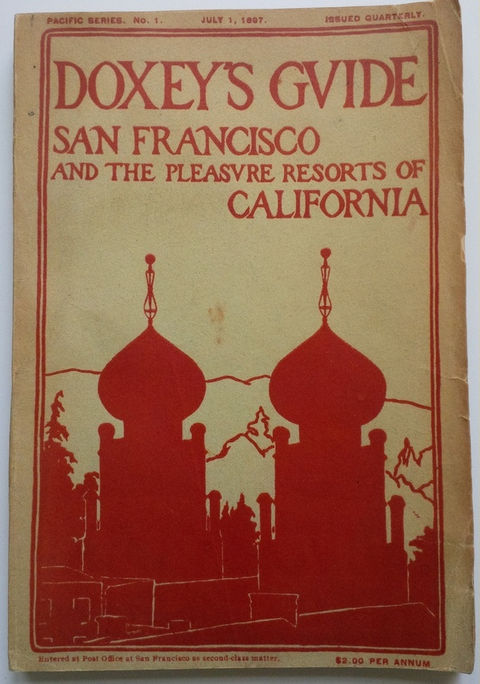 PACIFIC SERIES. No. 1. JULY 1, 1897. ISSUED QUARTERLY.
DOXEY'S GVIDE
SAN FRANCISCO
AND THE PLEASVRE RESORTS OF
CALIFORNIA
Entered at Post Office at San Francisco as second-class matter. $2.00 PER ANNUM